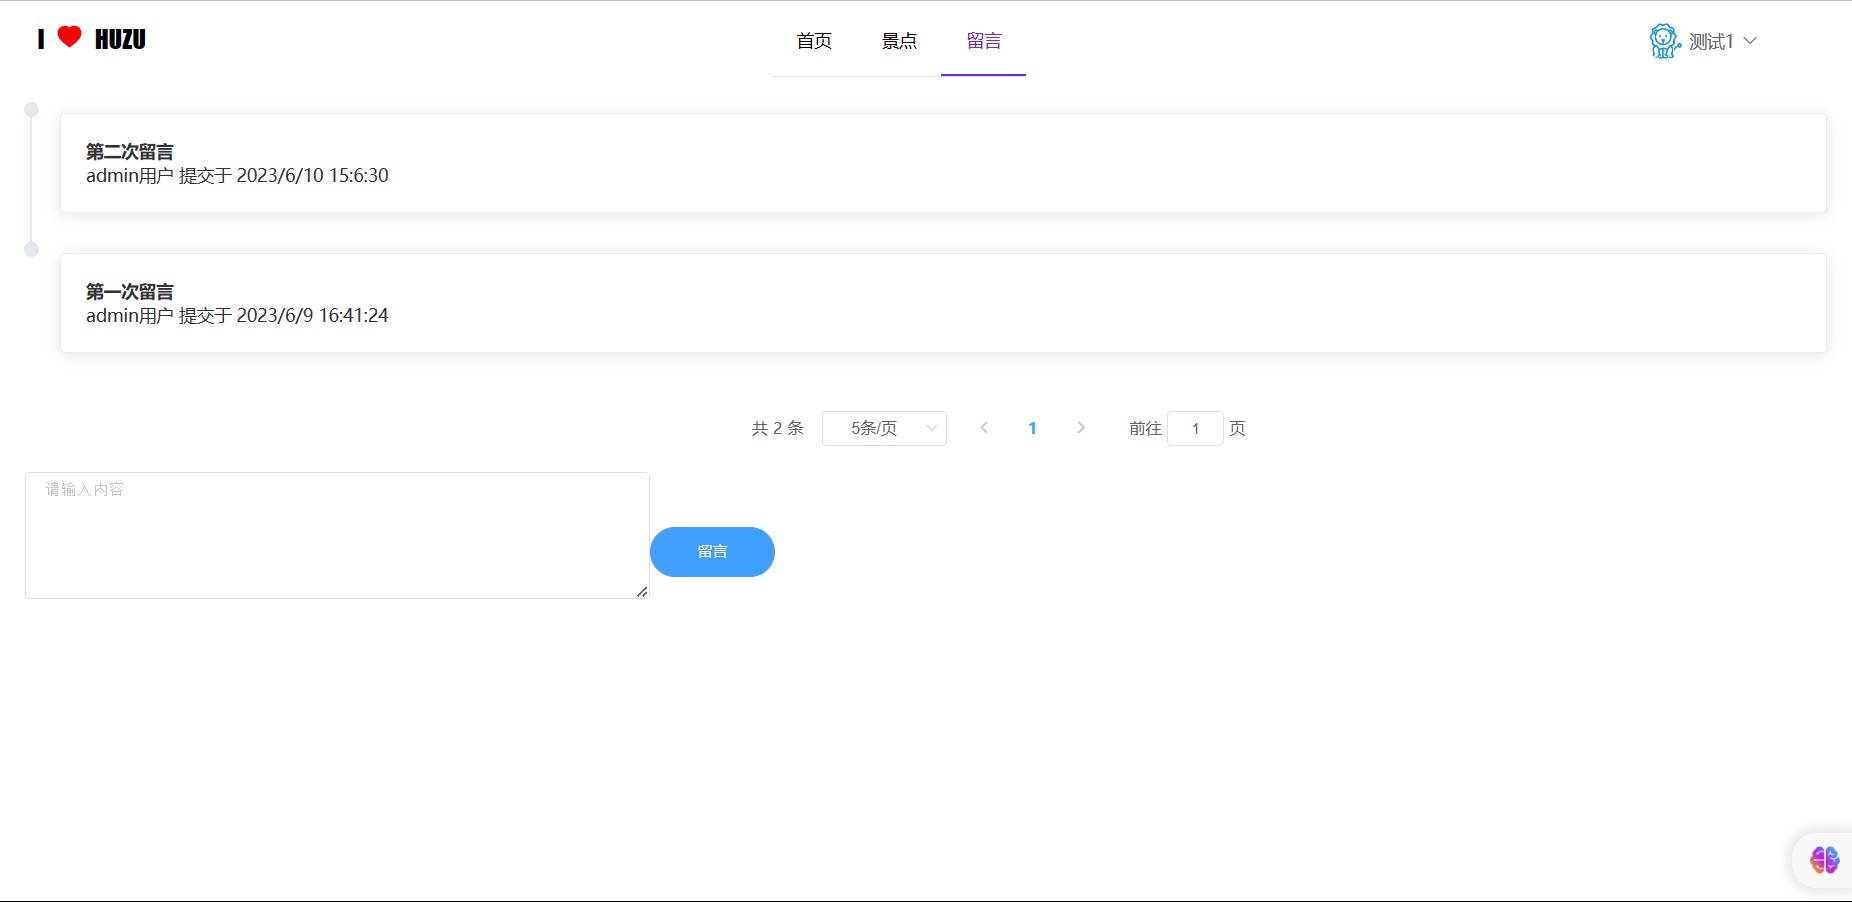 I ❤ HUZU
首页 景点 留言
测试1
第二次留言
admin用户 提交于 2023/6/10 15:6:30
第一次留言
admin用户 提交于 2023/6/9 16:41:24
共 2 条 5条/页 1 前往 1 页
请输入内容
留言